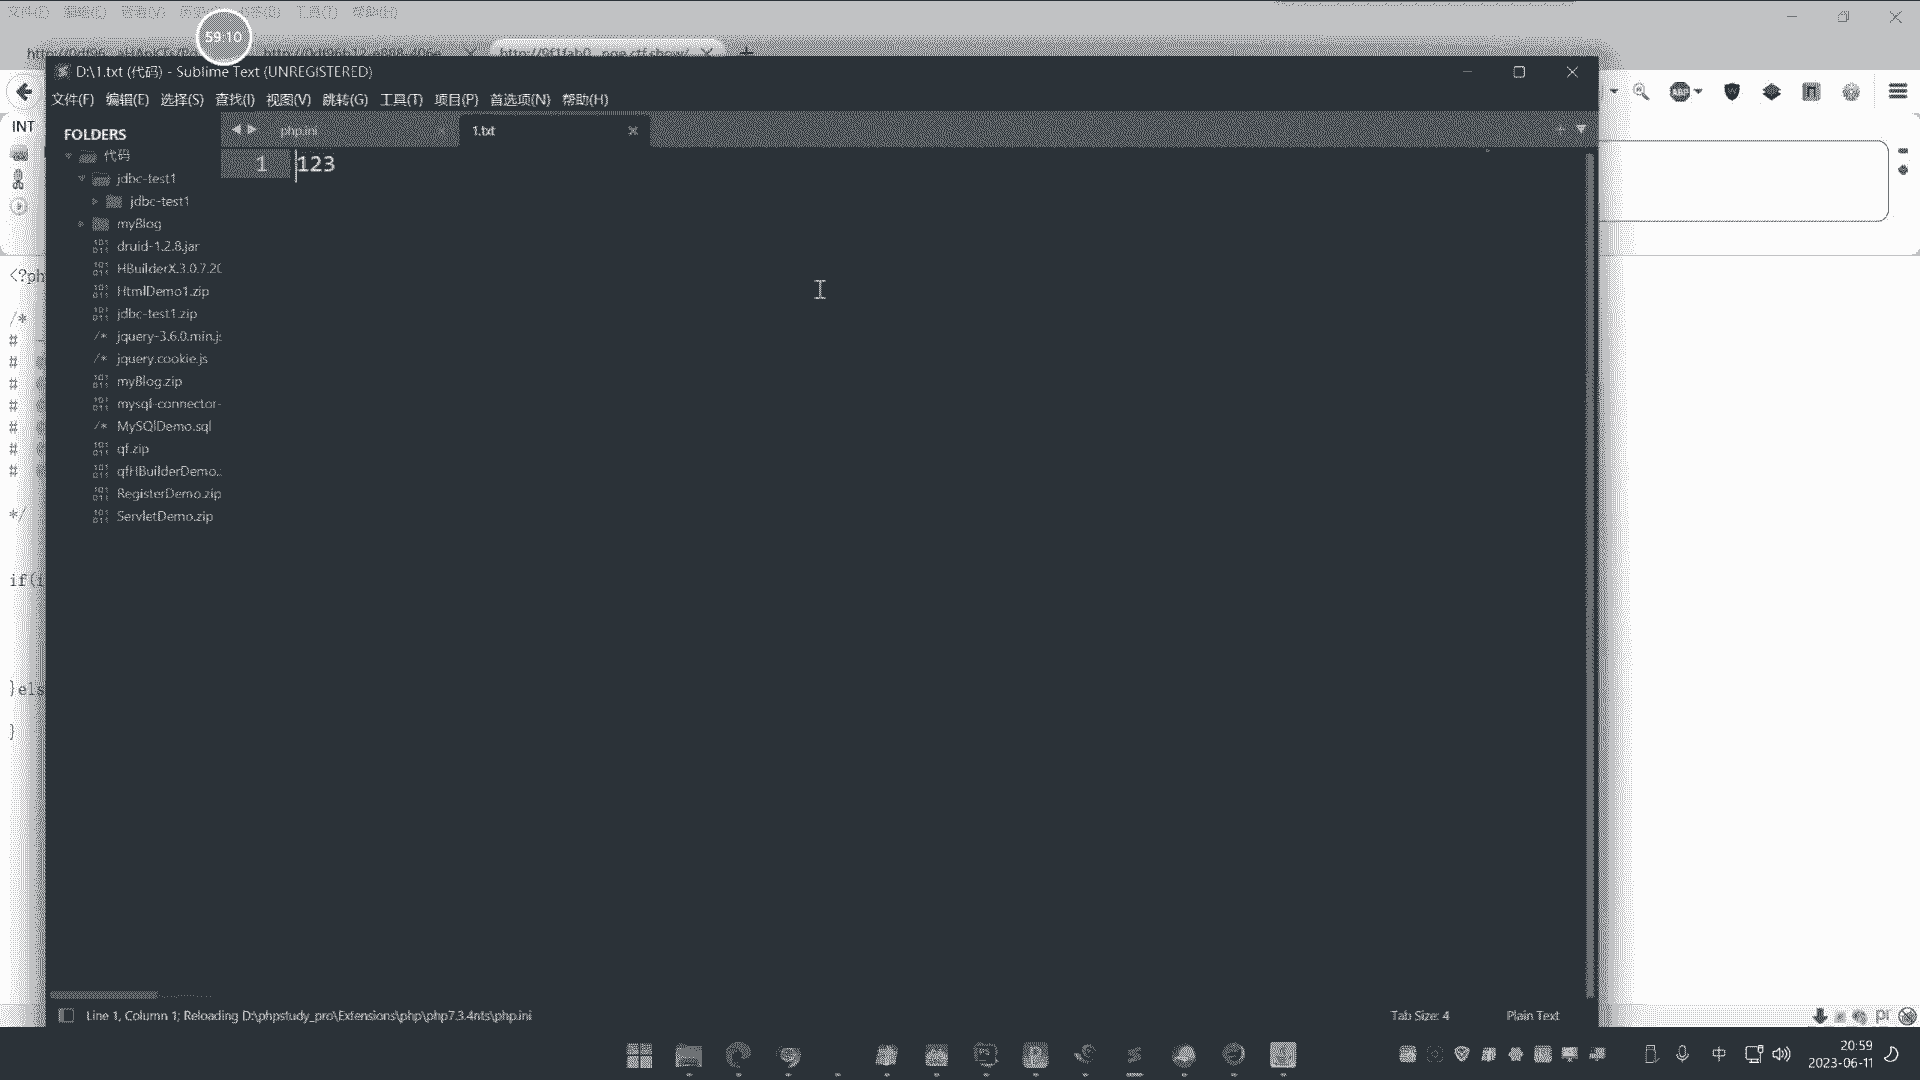 59:10
D:\1.txt (代码) - Sublime Text (UNREGISTERED)
文件(F) 编辑(E) 选择(S) 查找(I) 视图(V) 跳转(G) 工具(T) 项目(P) 首选项(N) 帮助(H)
INT
FOLDERS
php.ini
1.txt
代码
1 123
jdbc-test1
jdbc-test1
myBlog
druid-1.2.8.jar
HBuilderX.3.0.7.20
<?ph
HtmlDemo1.zip
/*
jdbc-test1.zip
#
/* jquery-3.6.0.min.js
#
/* jquery.cookie.js
#
myBlog.zip
#
mysql-connector-
#
/* MySQlDemo.sql
#
qf.zip
#
qfHBuilderDemo.
RegisterDemo.zip
*/
ServletDemo.zip
if(i
}els
}
Line 1, Column 1; Reloading D:\phpstudy_pro\Extensions\php\php7.3.4nts\php.ini
Tab Size: 4
Plain Text
中
20:59
2023-06-11